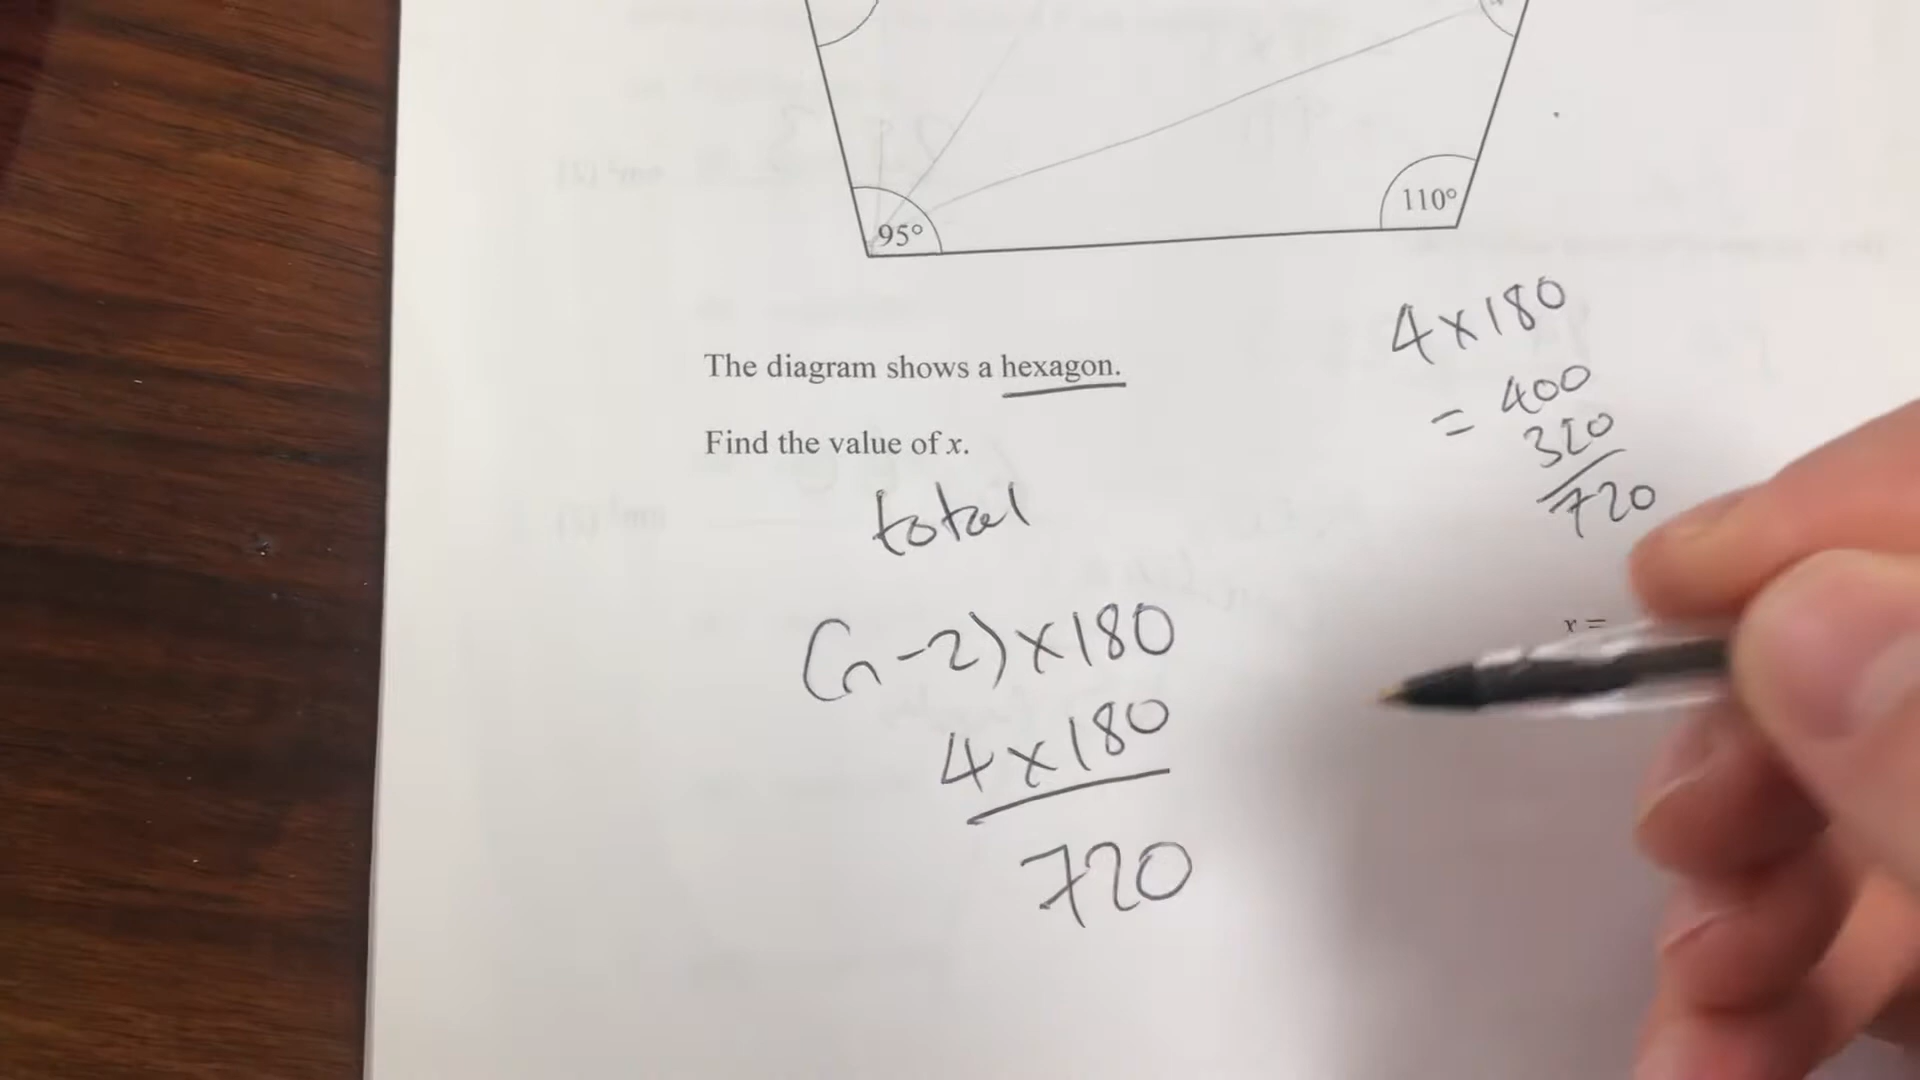 95°
110°
The diagram shows a hexagon.
Find the value of x.
total
(n-2)×180
4×180
720
4×180
= 400
320
720
x =